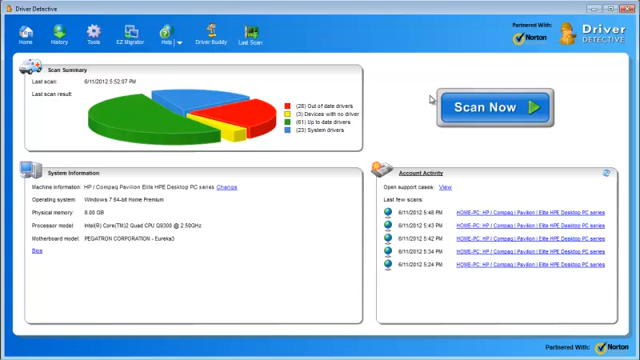 Driver Detective
Home
History
Tools
EZ Migrator
Help
Driver Buddy
Last Scan
Partnered With:
Norton
Driver
DETECTIVE
Scan Summary
Last scan: 6/11/2012 5:52:07 PM
Last scan result:
(28) Out of date drivers
(3) Devices with no driver
(61) Up to date drivers
(23) System drivers
Scan Now
System Information
Machine information: HP / Compaq Pavilion Elite HPE Desktop PC series Change
Operating system: Windows 7 64-bit Home Premium
Physical memory: 8.00 GB
Processor model: Intel(R) Core(TM)2 Quad CPU Q9300 @ 2.50GHz
Motherboard model: PEGATRON CORPORATION - Eureka3
Bios
Account Activity
Open support cases: View
Last few scans:
6/11/2012 5:48 PM HOME-PC: HP / Compaq | Pavilion | Elite HPE Desktop PC series
6/11/2012 5:43 PM HOME-PC: HP / Compaq | Pavilion | Elite HPE Desktop PC series
6/11/2012 5:42 PM HOME-PC: HP / Compaq | Pavilion | Elite HPE Desktop PC series
6/11/2012 5:34 PM HOME-PC: HP / Compaq | Pavilion | Elite HPE Desktop PC series
6/11/2012 5:24 PM HOME-PC: HP / Compaq | Pavilion | Elite HPE Desktop PC series
Partnered With: Norton